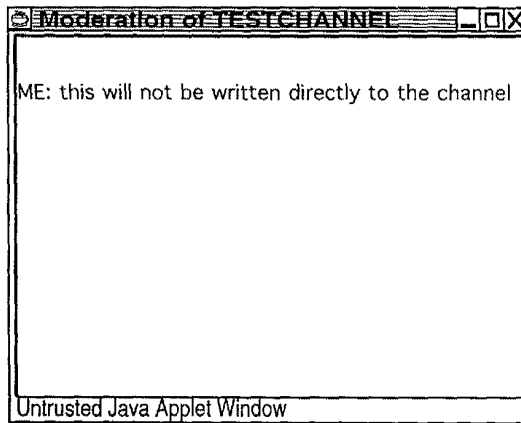 Moderation of TESTCHANNEL
ME: this will not be written directly to the channel
Untrusted Java Applet Window